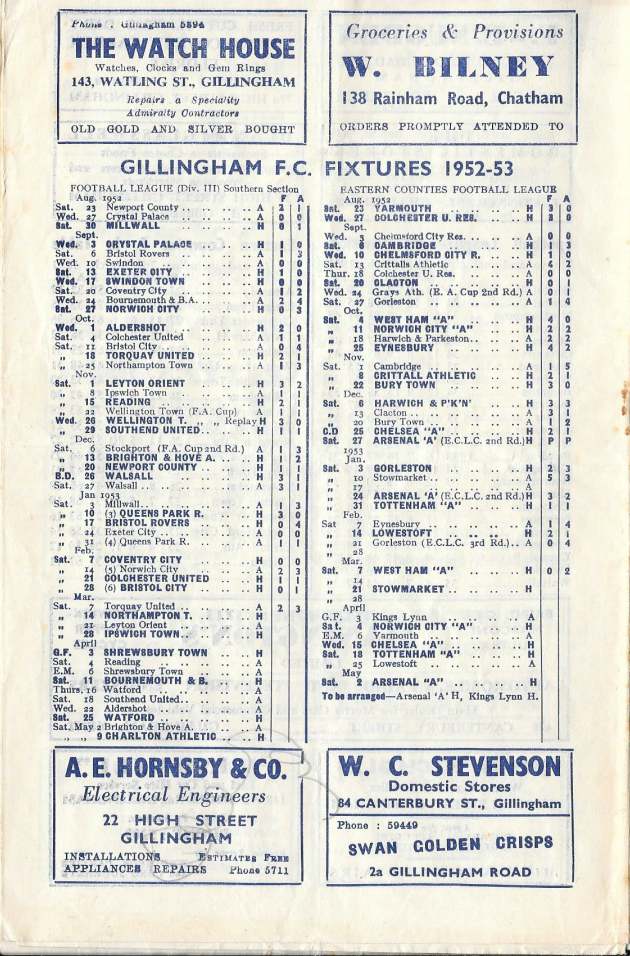 Phone : Gillingham 5894
THE WATCH HOUSE
Watches, Clocks and Gem Rings
143, WATLING ST., GILLINGHAM
Repairs a Speciality
Admiralty Contractors
OLD GOLD AND SILVER BOUGHT
Groceries & Provisions
W. BILNEY
138 Rainham Road, Chatham
ORDERS PROMPTLY ATTENDED TO
GILLINGHAM F.C. FIXTURES 1952-53
FOOTBALL LEAGUE (Div. III) Southern Section
Aug. 1952 F A
Sat. 23 Newport County .. .. .. A 2 1
Wed. 27 Crystal Palace .. .. .. A 0 0
Sat. 30 MILLWALL .. .. .. H 0 1
Sept.
Wed. 3 CRYSTAL PALACE .. .. .. H 1 0
Sat. 6 Bristol Rovers .. .. .. A 1 3
Wed. 10 Swindon .. .. .. A 0 0
Sat. 13 EXETER CITY .. .. .. H 1 0
Wed. 17 SWINDON TOWN .. .. .. H 0 0
Sat. 20 Coventry City .. .. .. A 1 2
Wed. 24 Bournemouth & B.A. .. .. A 2 4
Sat. 27 NORWICH CITY .. .. .. H 0 3
Oct.
Wed. 1 ALDERSHOT .. .. .. H 2 0
Sat. 4 Colchester United .. .. A 1 1
Sat. 11 Bristol City .. .. .. A 0 4
„ 18 TORQUAY UNITED .. .. .. H 2 1
„ 25 Northampton Town .. .. A 1 3
Nov.
Sat. 1 LEYTON ORIENT .. .. .. H 3 2
„ 8 Ipswich Town .. .. .. A 1 1
„ 15 READING .. .. .. H 2 1
„ 22 Wellington Town (F.A. Cup) A 1 1
Wed. 26 WELLINGTON T. „ „ Replay H 3 0
„ 29 SOUTHEND UNITED .. .. H 1 1
Dec.
Sat. 6 Stockport (F.A. Cup 2nd Rd.) A 1 3
„ 13 BRIGHTON & HOVE A. .. .. H 1 2
„ 20 NEWPORT COUNTY .. .. H 1 1
B.D. 26 WALSALL .. .. .. H 3 1
Sat. 27 Walsall .. .. .. A 3 1
Jan 1953
Sat. 3 Millwall .. .. .. A 1 3
„ 10 (3) QUEENS PARK R. .. .. H 3 0
„ 17 BRISTOL ROVERS .. .. H 0 4
„ 24 Exeter City .. .. .. A 0 0
„ 31 (4) Queens Park R. .. .. A 1 1
Feb.
Sat. 7 COVENTRY CITY .. .. H 0 0
„ 14 (5) Norwich City .. .. A 2 3
„ 21 COLCHESTER UNITED .. .. H 1 1
„ 28 (6) BRISTOL CITY .. .. H 0 1
Mar.
Sat. 7 Torquay United .. .. .. A 2 3
„ 14 NORTHAMPTON T. .. .. H
„ 21 Leyton Orient .. .. .. A
„ 28 IPSWICH TOWN .. .. .. H
April
G.F. 3 SHREWSBURY TOWN .. .. H
Sat. 4 Reading .. .. .. A
E.M. 6 Shrewsbury Town .. .. A
Sat. 11 BOURNEMOUTH & B. .. .. H
Thurs. 16 Watford .. .. .. A
Sat. 18 Southend United .. .. A
Wed. 22 Aldershot .. .. .. A
Sat. 25 WATFORD .. .. .. H
Sat. May 2 Brighton & Hove A. .. .. A
„ „ 9 CHARLTON ATHLETIC .. .. H
EASTERN COUNTIES FOOTBALL LEAGUE
Aug. 1952 F A
Sat. 23 YARMOUTH .. .. .. H 3 0
Wed. 27 COLCHESTER U. RES. .. .. H 2 0
Sept.
Wed. 3 Chelmsford City Res. .. .. A 0 0
Sat. 6 CAMBRIDGE .. .. .. H 1 3
Wed. 10 CHELMSFORD CITY R. .. H 1 0
Sat. 13 Crittalls Athletic .. .. A 4 2
Thur. 18 Colchester U. Res. .. .. A 0 0
Sat. 20 CLACTON .. .. .. H 0 1
Wed. 24 Grays Ath. (E. A. Cup 2nd Rd.) A 0 1
Sat. 27 Gorleston .. .. .. A 1 4
Oct.
Sat. 4 WEST HAM "A" .. .. H 4 0
„ 11 NORWICH CITY "A" .. .. H 2 2
„ 18 Harwich & Parkeston .. .. A 2 2
„ 25 EYNESBURY .. .. .. H 4 2
Nov.
Sat. 1 Cambridge .. .. .. A 1 5
„ 8 CRITTALL ATHLETIC .. .. H 2 1
„ 22 BURY TOWN .. .. .. H 3 0
Dec.
Sat. 6 HARWICH & P'K'N' .. .. H 3 3
„ 13 Clacton .. .. .. A 3 1
„ 20 Bury Town .. .. .. A 1 2
C.D 25 CHELSEA "A" .. .. .. H 2 1
Sat. 27 ARSENAL 'A' (E.C.L.C. 2nd Rd.) H P P
1953
Jan.
Sat. 3 GORLESTON .. .. .. H 2 3
„ 10 Stowmarket .. .. .. A 5 3
„ 17 .. .. .. A
„ 24 ARSENAL 'A' (E.C.L.C. 2nd Rd.) H 3 2
„ 31 TOTTENHAM "A" .. .. H 1 1
Feb.
Sat 7 Eynesbury .. .. .. A 1 4
„ 14 LOWESTOFT .. .. .. H 2 1
„ 21 Gorleston (E.C.L.C. 3rd Rd.) .. A 0 4
„ 28
Mar.
Sat. 7 WEST HAM "A" .. .. H 0 2
„ 14
„ 21 STOWMARKET .. .. .. H
„ 28
April
G.F. 3 Kings Lynn .. .. .. A
Sat. 4 NORWICH CITY "A" .. .. H
E.M. 6 Yarmouth .. .. .. A
Wed. 15 CHELSEA "A" .. .. .. H
Sat. 18 TOTTENHAM "A" .. .. H
„ 25 Lowestoft .. .. .. A
May
Sat. 2 ARSENAL "A" .. .. .. H
To be arranged—Arsenal 'A' H, Kings Lynn H.
A. E. HORNSBY & CO.
Electrical Engineers
22 HIGH STREET
GILLINGHAM
INSTALLATIONS ESTIMATES FREE
APPLIANCES REPAIRS Phone 5711
W. C. STEVENSON
Domestic Stores
84 CANTERBURY ST., Gillingham
Phone : 59449
SWAN GOLDEN CRISPS
2a GILLINGHAM ROAD